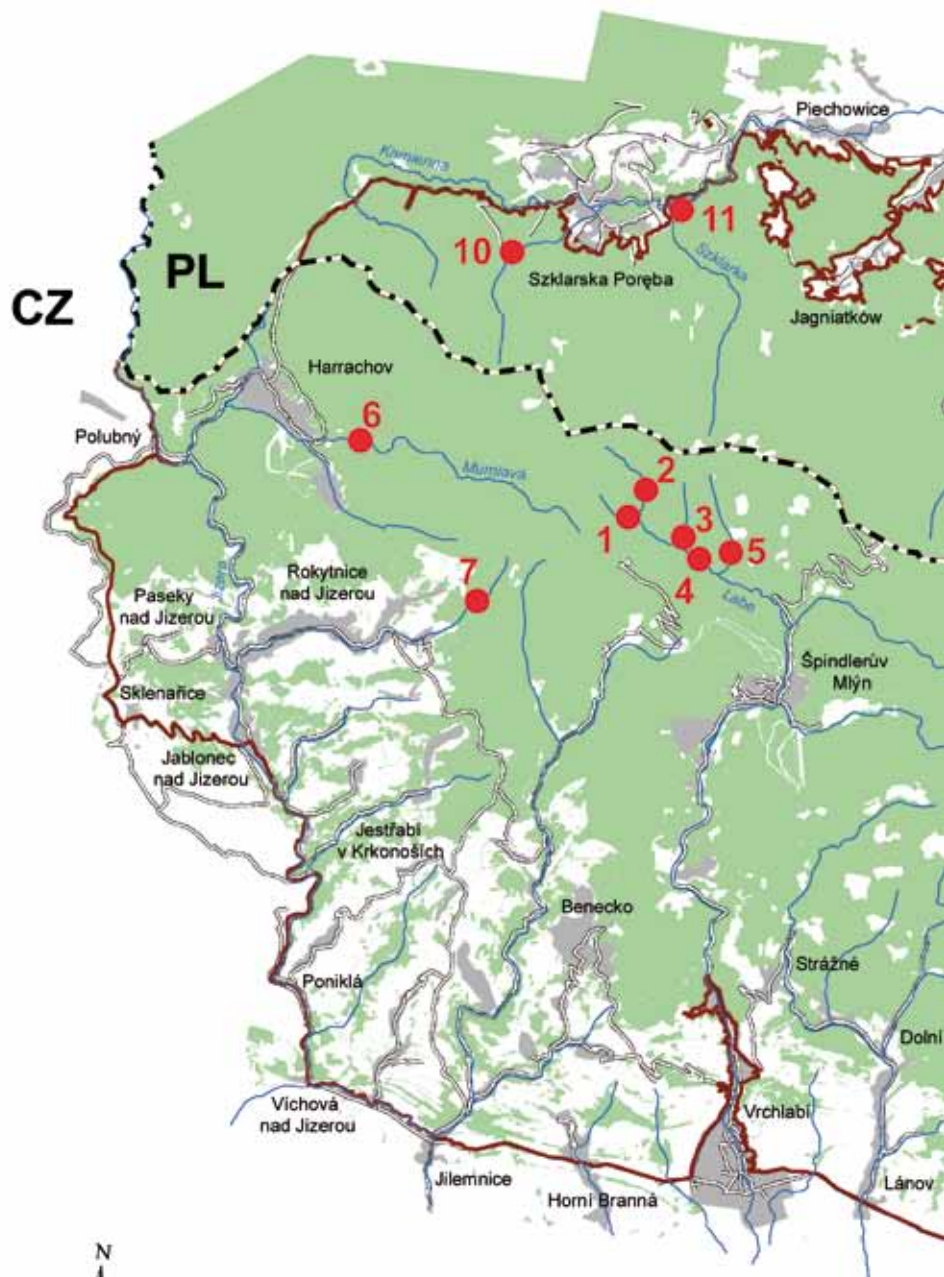 Piechowice
Kamienna
11
10
PL
Szklarska Poręba
Szklarka
CZ
Jagniatków
Harrachov
6
Polubný
Mumlava
2
1
3
5
4
7
Rokytnice
nad Jizerou
Jizera
Paseky
nad Jizerou
Labe
Špindlerův
Mlýn
Sklenařice
Jablonec
nad Jizerou
Jestřabí
v Krkonoších
Benecko
Strážné
Poniklá
Dolní
Víchová
nad Jizerou
Vrchlabí
Jilemnice
Horní Branná
Lánov
N